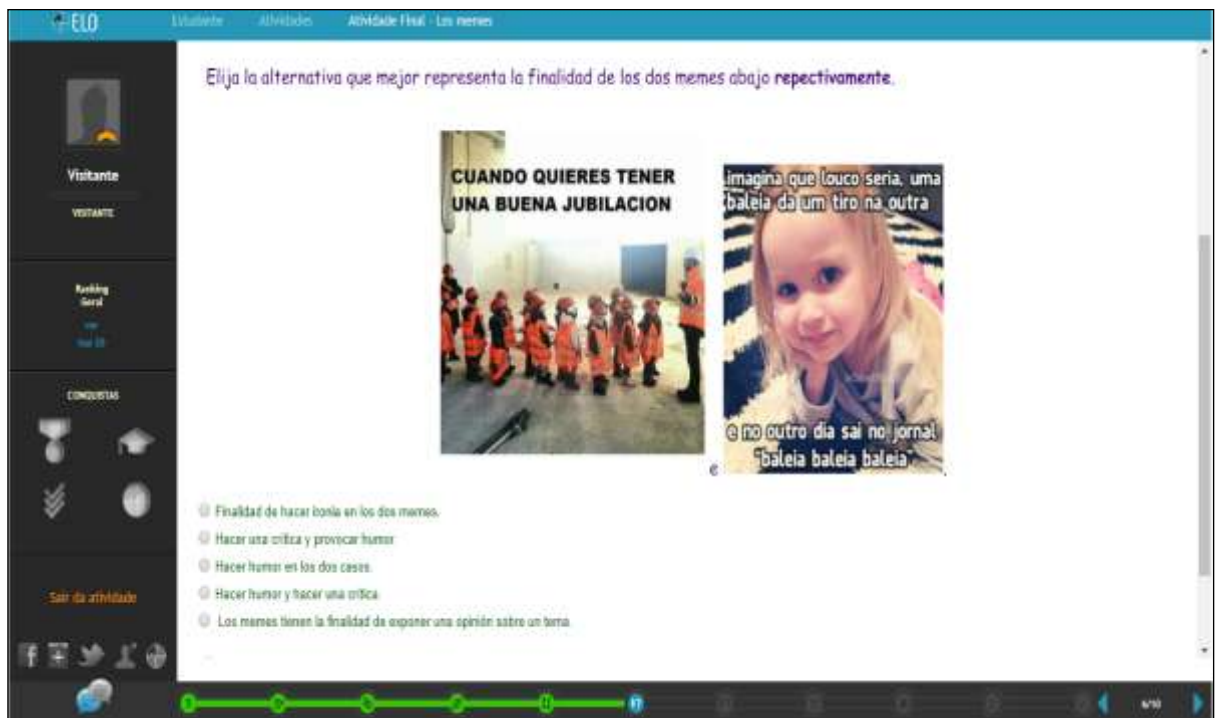 ELO
Estudiante Atividades Atividade Final - Los memes
Elija la alternativa que mejor representa la finalidad de los dos memes abajo repectivamente.
Visitante
VISITANTE
Ranking
Geral
CONQUISTAS
Sair da atividade
CUANDO QUIERES TENER
UNA BUENA JUBILACION
imagina que louco seria, uma
baleia da um tiro na outra
e no outro dia sai no jornal
"baleia baleia baleia"
e
.
Finalidad de hacer ironía en los dos memes.
Hacer una crítica y provocar humor
Hacer humor en los dos casos.
Hacer humor y hacer una crítica.
Los memes tienen la finalidad de exponer una opinión sobre un tema
6/10